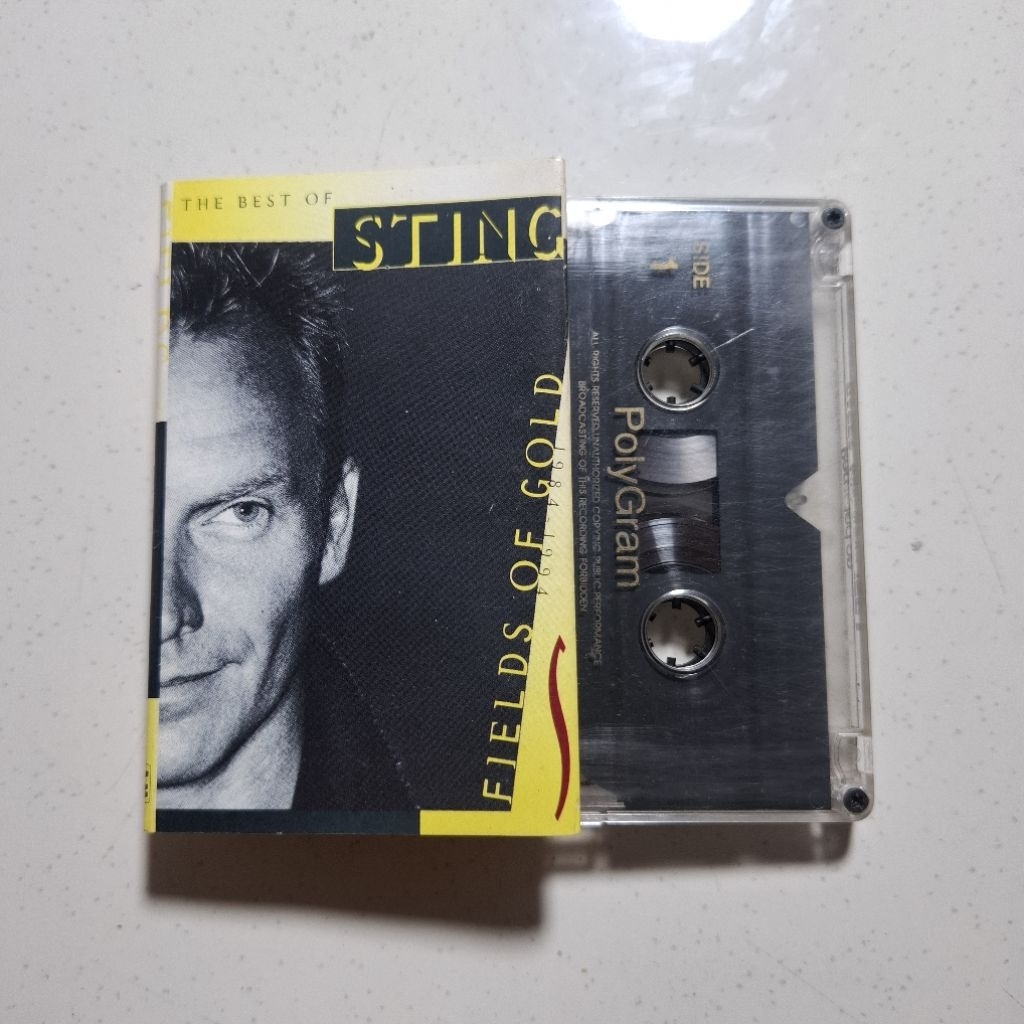 THE BEST OF
STING
FIELDS OF GOLD
1984-1994
SIDE
1
PolyGram
ALL RIGHTS RESERVED.UNAUTHORIZED COPYING PUBLIC PERFORMANCE
BROADCASTING OF THIS RECORDING FORBIDDEN